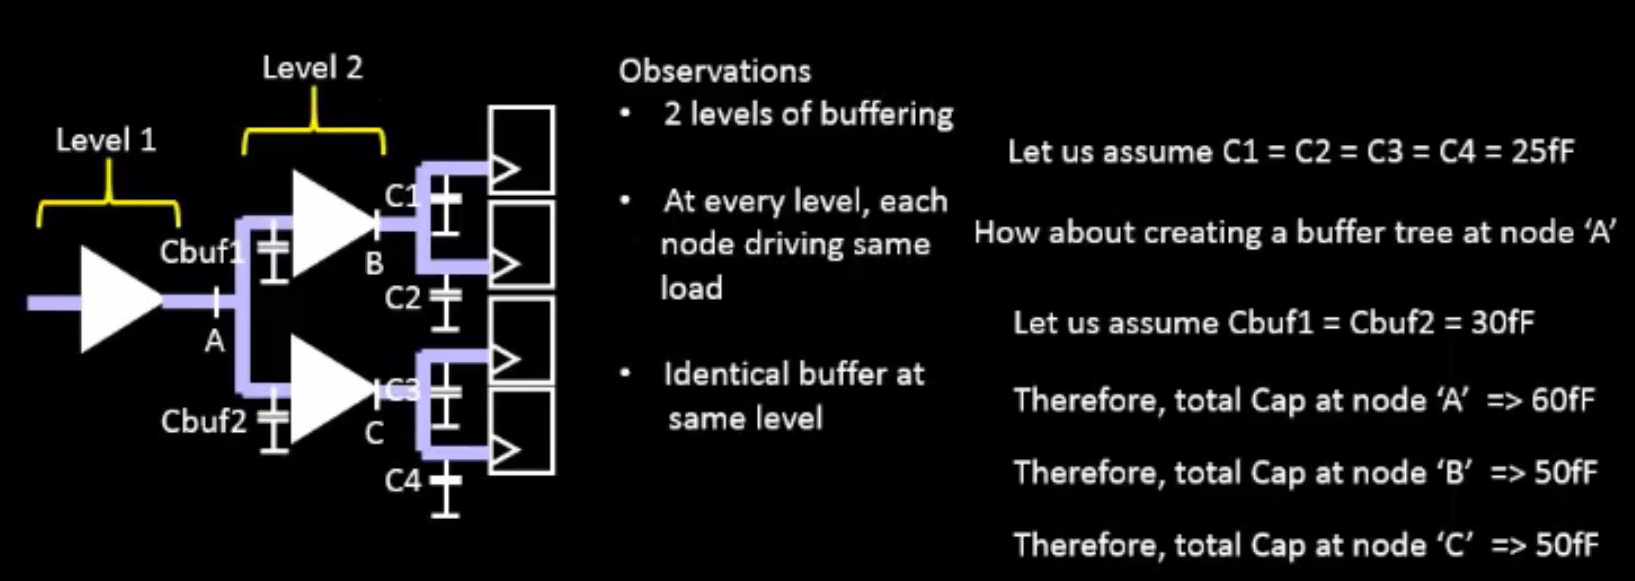 Level 2
Level 1
Cbuf1
A
Cbuf2
B
C
C1
C2
C3
C4
Observations
• 2 levels of buffering
• At every level, each
node driving same
load
• Identical buffer at
same level
Let us assume C1 = C2 = C3 = C4 = 25fF
How about creating a buffer tree at node ‘A’
Let us assume Cbuf1 = Cbuf2 = 30fF
Therefore, total Cap at node ‘A’ => 60fF
Therefore, total Cap at node ‘B’ => 50fF
Therefore, total Cap at node ‘C’ => 50fF